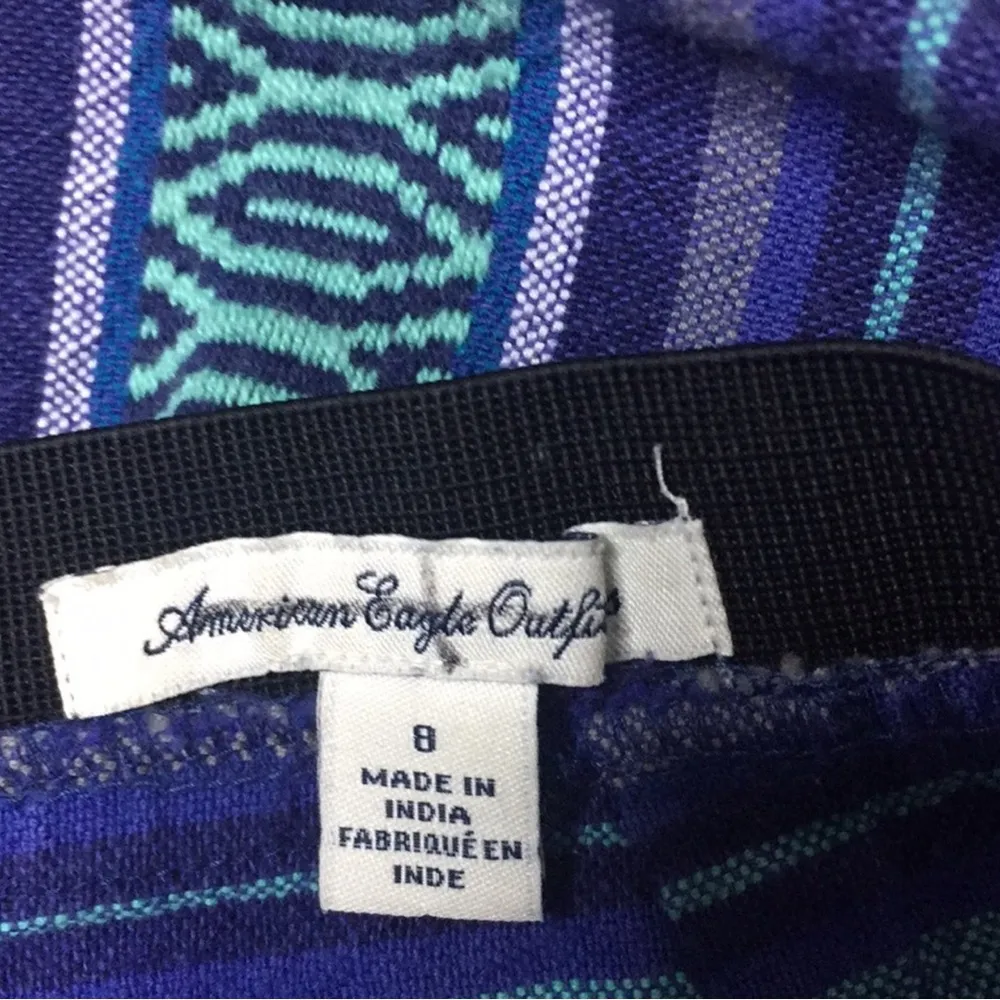 American Eagle Outfi
8
MADE IN
INDIA
FABRIQUÉ EN
INDE